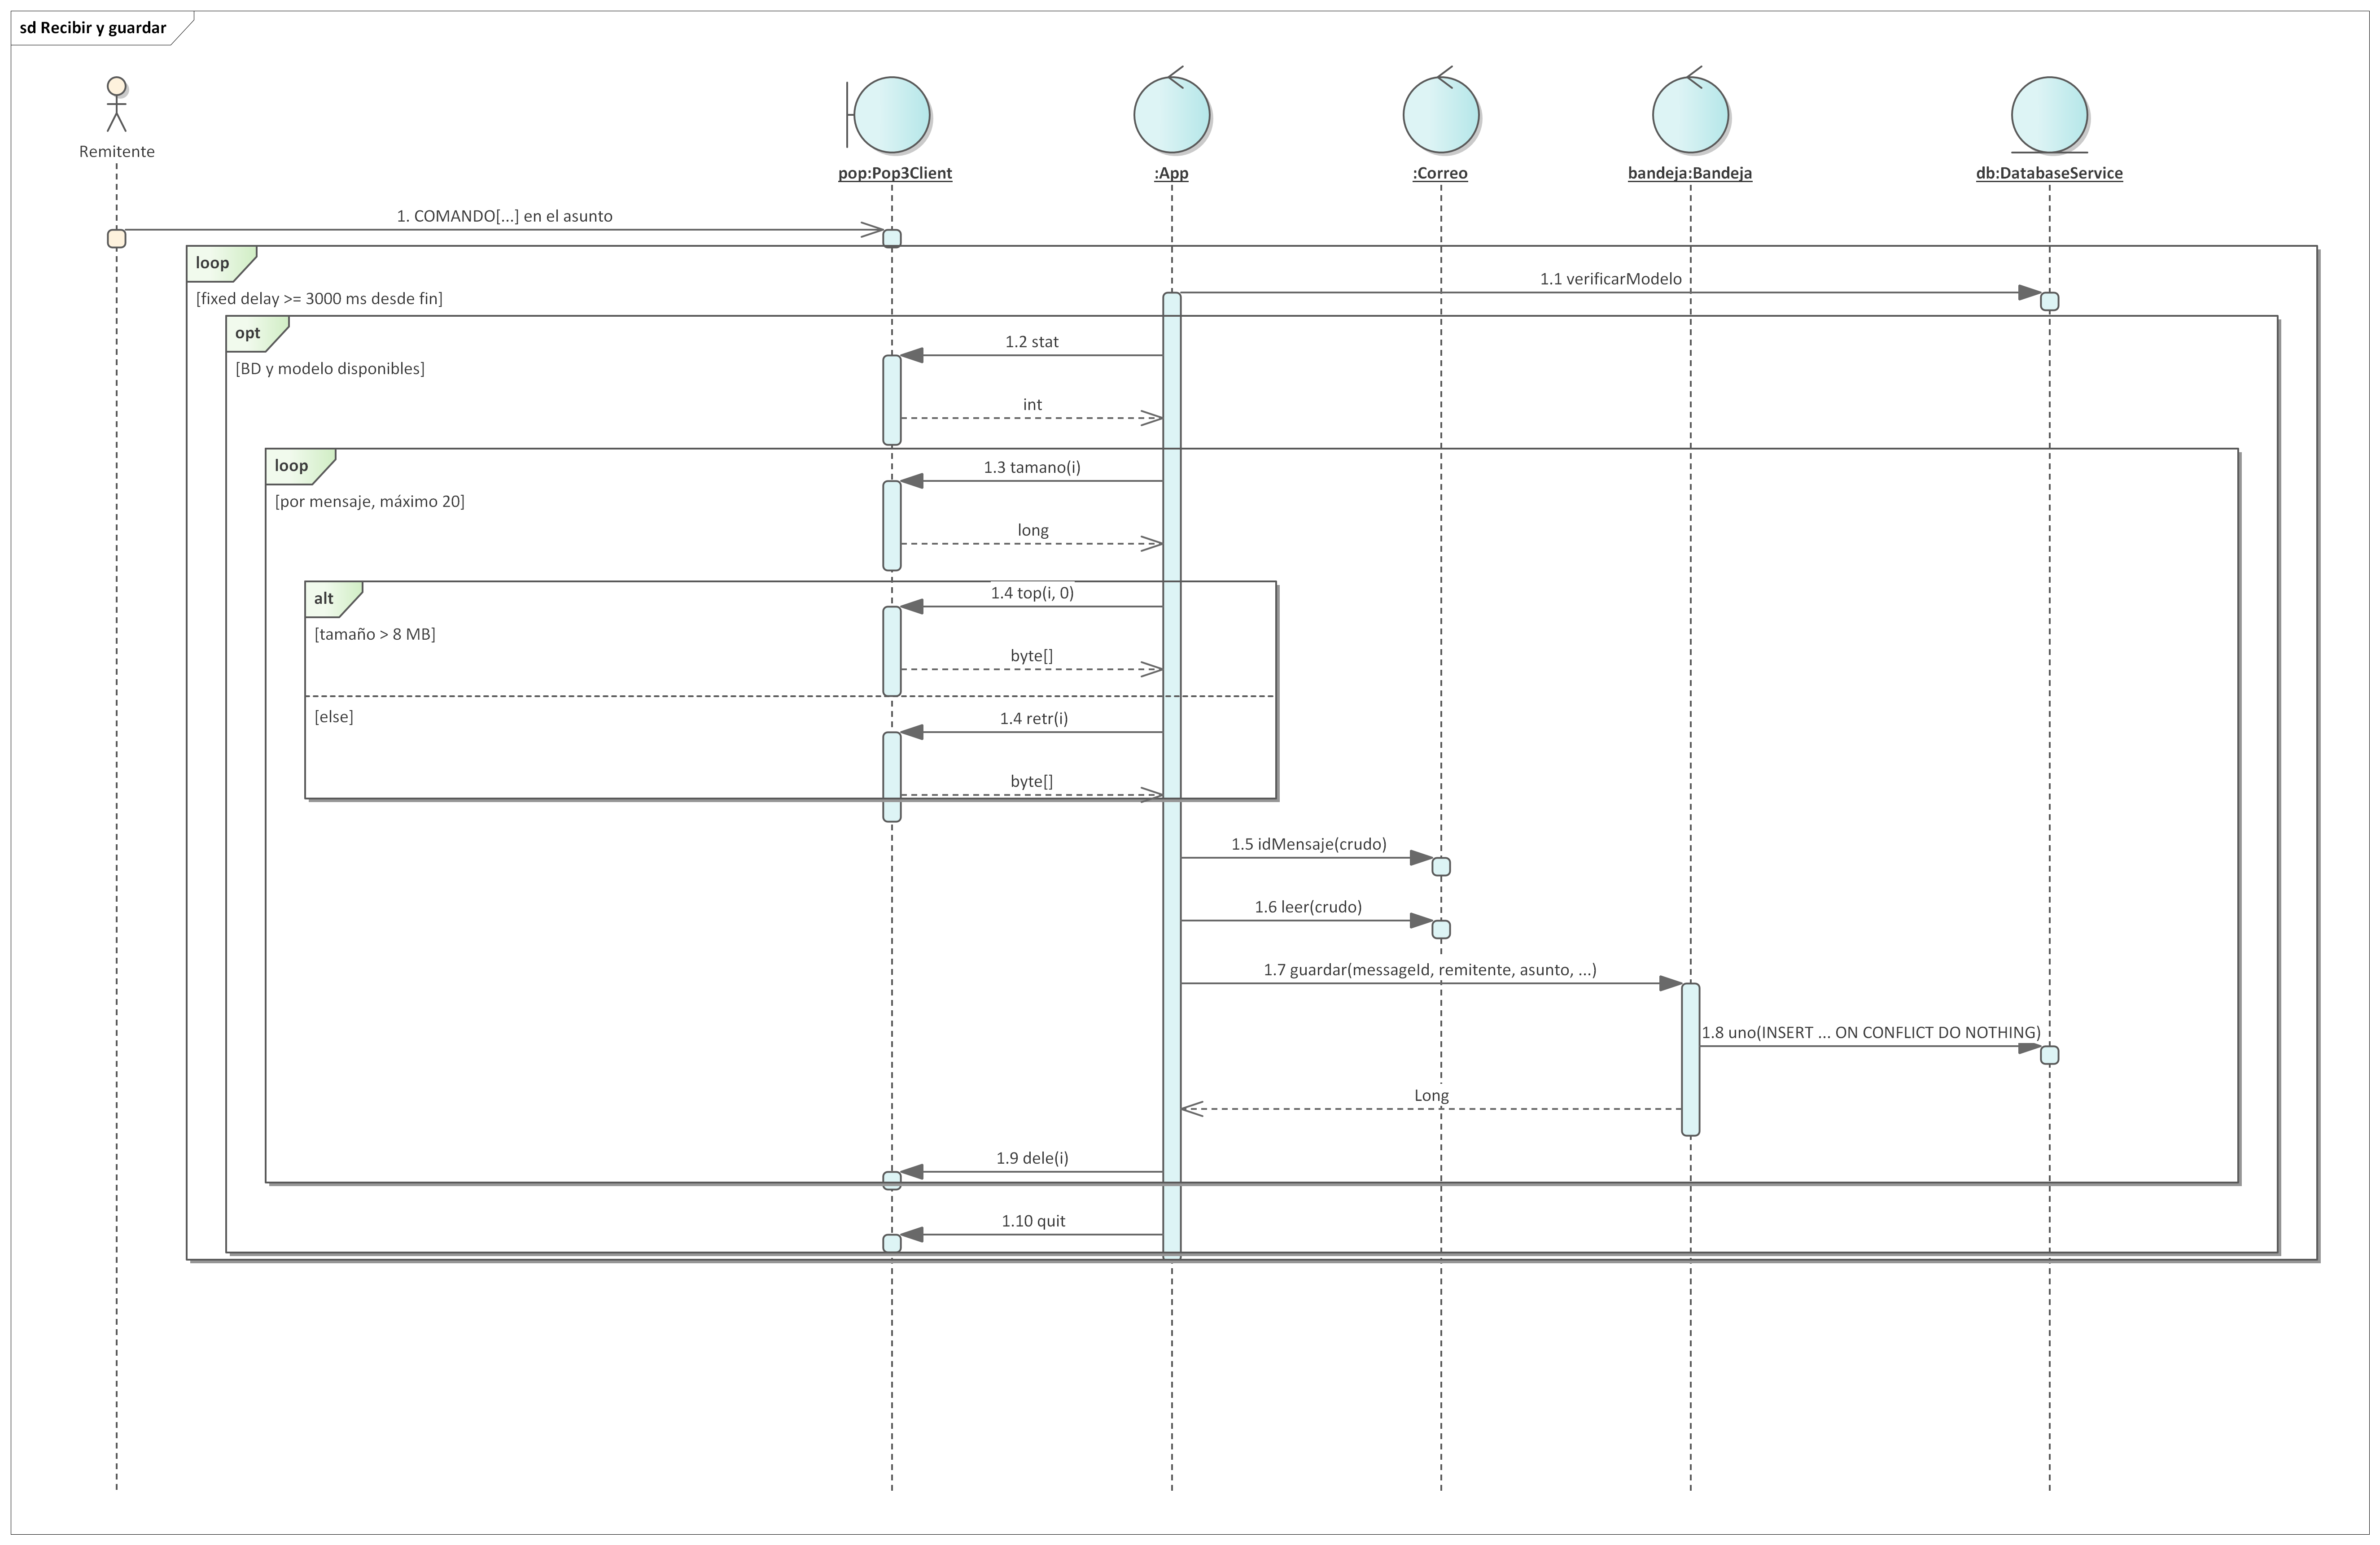 sd Recibir y guardar
Remitente
pop:Pop3Client
:App
:Correo
bandeja:Bandeja
db:DatabaseService
1. COMANDO[...] en el asunto
loop
[fixed delay >= 3000 ms desde fin]
1.1 verificarModelo
opt
[BD y modelo disponibles]
1.2 stat
int
loop
[por mensaje, máximo 20]
1.3 tamano(i)
long
alt
[tamaño > 8 MB]
1.4 top(i, 0)
byte[]
[else]
1.4 retr(i)
byte[]
1.5 idMensaje(crudo)
1.6 leer(crudo)
1.7 guardar(messageId, remitente, asunto, ...)
1.8 uno(INSERT ... ON CONFLICT DO NOTHING)
Long
1.9 dele(i)
1.10 quit